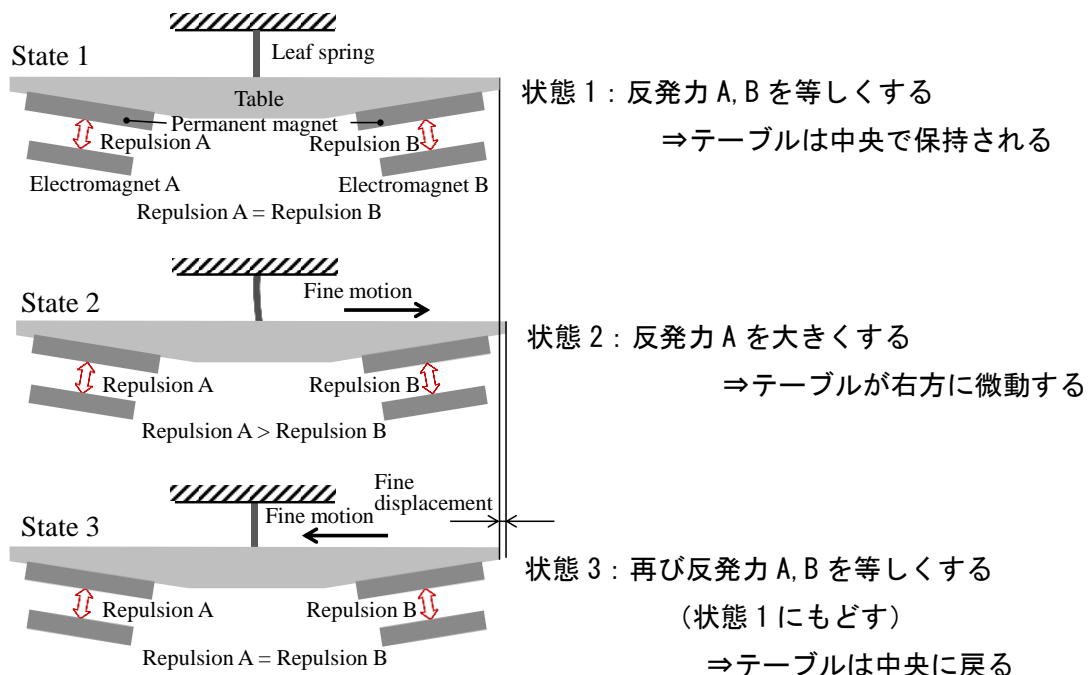 State 1
Leaf spring
Table
Permanent magnet
Repulsion A
Repulsion B
Electromagnet A
Electromagnet B
Repulsion A = Repulsion B
状態1：反発力A,Bを等しくする
⇒テーブルは中央で保持される
State 2
Fine motion
Repulsion A
Repulsion B
Repulsion A > Repulsion B
状態2：反発力Aを大きくする
⇒テーブルが右方に微動する
State 3
Fine motion
Fine
displacement
Repulsion A
Repulsion B
Repulsion A = Repulsion B
状態3：再び反発力A,Bを等しくする
（状態1にもどす）
⇒テーブルは中央に戻る